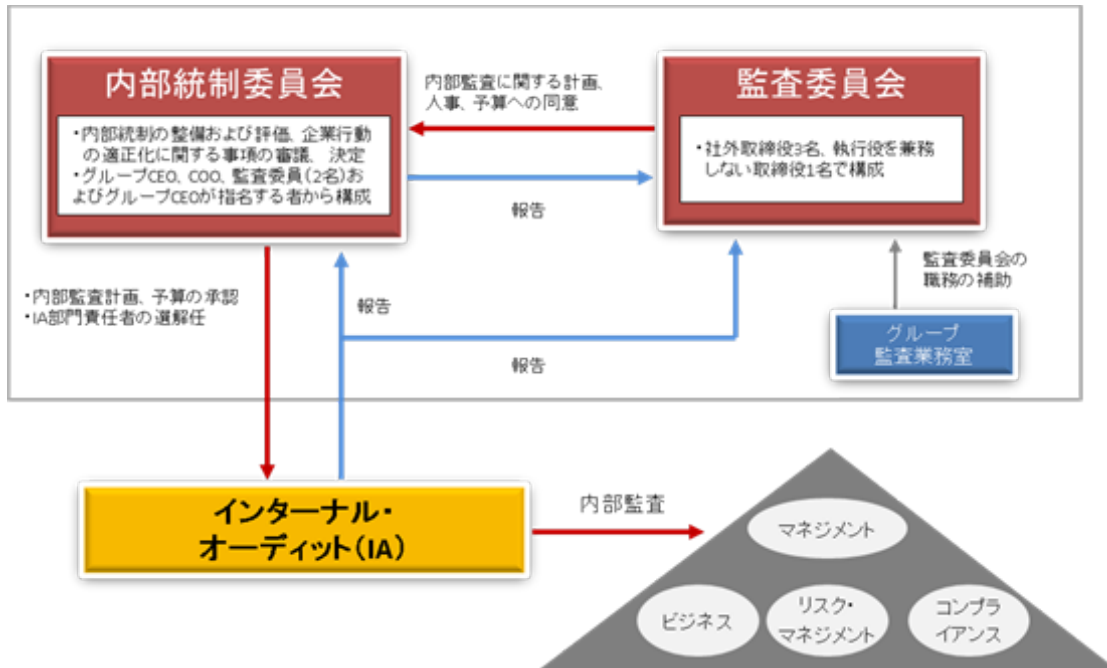 内部統制委員会
・内部統制の整備および評価、企業行動
の適正化に関する事項の審議、決定
・グループCEO、COO、監査委員(2名)お
よびグループCEOが指名する者から構成
内部監査に関する計画、
人事、予算への同意
報告
監査委員会
・社外取締役3名、執行役を兼務
しない取締役1名で構成
・内部監査計画、予算の承認
・IA部門責任者の選解任
報告
報告
監査委員会の
職務の補助
グループ
監査業務室
インターナル・
オーディット(IA)
内部監査
マネジメント
ビジネス
リスク・
マネジメント
コンプラ
イアンス